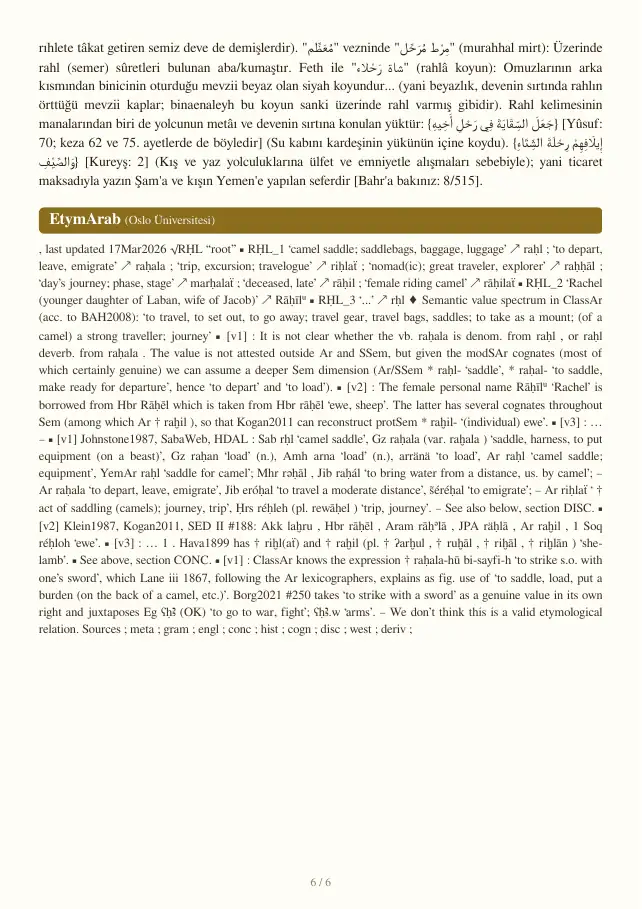 rıhlete tâkat getiren semiz deve de demişlerdir). "مُعَظَّم" vezninde "مِرْط مُرَحَّل" (murahhal mirt): Üzerinde
rahl (semer) sûretleri bulunan aba/kumaştır. Feth ile "شاة رَحْلاء" (rahlâ koyun): Omuzlarının arka
kısmından binicinin oturduğu mevzii beyaz olan siyah koyundur... (yani beyazlık, devenin sırtında rahlın
örttüğü mevzii kaplar; binaenaleyh bu koyun sanki üzerinde rahl varmış gibidir). Rahl kelimesinin
manalarından biri de yolcunun metâı ve devenin sırtına konulan yüktür: {جَعَلَ السِّقَايَةَ فِى رَحْلِ أَخِيهِ} [Yûsuf:
70; keza 62 ve 75. ayetlerde de böyledir] (Su kabını kardeşinin yükünün içine koydu). {إِيلَافِهِمْ رِحْلَةَ الشِّتَاءِ
وَالصَّيْفِ} [Kureyş: 2] (Kış ve yaz yolculuklarına ülfet ve emniyetle alışmaları sebebiyle); yani ticaret
maksadıyla yazın Şam'a ve kışın Yemen'e yapılan seferdir [Bahr'a bakınız: 8/515].
EtymArab (Oslo Üniversitesi)
, last updated 17Mar2026 √RḤL “root” ▪ RḤL_1 ‘camel saddle; saddlebags, baggage, luggage’ ↗ raḥl ; ‘to depart,
leave, emigrate’ ↗ raḥala ; ‘trip, excursion; travelogue’ ↗ riḥlaẗ ; ‘nomad(ic); great traveler, explorer’ ↗ raḥḥāl ;
‘day’s journey; phase, stage’ ↗ marḥalaẗ ; ‘deceased, late’ ↗ rāḥil ; ‘female riding camel’ ↗ rāḥilaẗ ▪ RḤL_2 ‘Rachel
(younger daughter of Laban, wife of Jacob)’ ↗ Rāḥīlᵘ ▪ RḤL_3 ‘...’ ↗ rḥl ♦ Semantic value spectrum in ClassAr
(acc. to BAH2008): ‘to travel, to set out, to go away; travel gear, travel bags, saddles; to take as a mount; (of a
camel) a strong traveller; journey’ ▪ [v1] : It is not clear whether the vb. raḥala is denom. from raḥl , or raḥl
deverb. from raḥala . The value is not attested outside Ar and SSem, but given the modSAr cognates (most of
which certainly genuine) we can assume a deeper Sem dimension (Ar/SSem * raḥl- ‘saddle’, * raḥal- ‘to saddle,
make ready for departure’, hence ‘to depart’ and ‘to load’). ▪ [v2] : The female personal name Rāḥīlᵘ ‘Rachel’ is
borrowed from Hbr Rāḥēl which is taken from Hbr rāḥēl ‘ewe, sheep’. The latter has several cognates throughout
Sem (among which Ar † raḥil ), so that Kogan2011 can reconstruct protSem * raḥil- ‘(individual) ewe’. ▪ [v3] : …
– ▪ [v1] Johnstone1987, SabaWeb, HDAL : Sab rḥl ‘camel saddle’, Gz raḥala (var. raḥala ) ‘saddle, harness, to put
equipment (on a beast)’, Gz raḥan ‘load’ (n.), Amh arna ‘load’ (n.), arränä ‘to load’, Ar raḥl ‘camel saddle;
equipment’, YemAr raḥl ‘saddle for camel’; Mhr rəḥāl , Jib raḥál ‘to bring water from a distance, us. by camel’; –
Ar raḥala ‘to depart, leave, emigrate’, Jib eróḥal ‘to travel a moderate distance’, šéréḥal ‘to emigrate’; – Ar riḥlaẗ ‘ †
act of saddling (camels); journey, trip’, Ḥrs réḥleh (pl. rewāḥel ) ‘trip, journey’. – See also below, section DISC. ▪
[v2] Klein1987, Kogan2011, SED II #188: Akk laḫru , Hbr rāḥēl , Aram rāḥᵊlā , JPA rāḥlā , Ar raḥil , 1 Soq
réḥloh ‘ewe’. ▪ [v3] : … 1 . Hava1899 has † riḥl(aẗ) and † raḥil (pl. † ʔarḥul , † ruḥāl , † riḥāl , † riḥlān ) ‘she-
lamb’. ▪ See above, section CONC. ▪ [v1] : ClassAr knows the expression † raḥala-hū bi-sayfi-h ‘to strike s.o. with
one’s sword’, which Lane iii 1867, following the Ar lexicographers, explains as fig. use of ‘to saddle, load, put a
burden (on the back of a camel, etc.)’. Borg2021 #250 takes ‘to strike with a sword’ as a genuine value in its own
right and juxtaposes Eg (OK) ‘to go to war, fight’; ‘arms’. – We don’t think this is a valid etymological
relation. Sources ; meta ; gram ; engl ; conc ; hist ; cogn ; disc ; west ; deriv ;
6 / 6